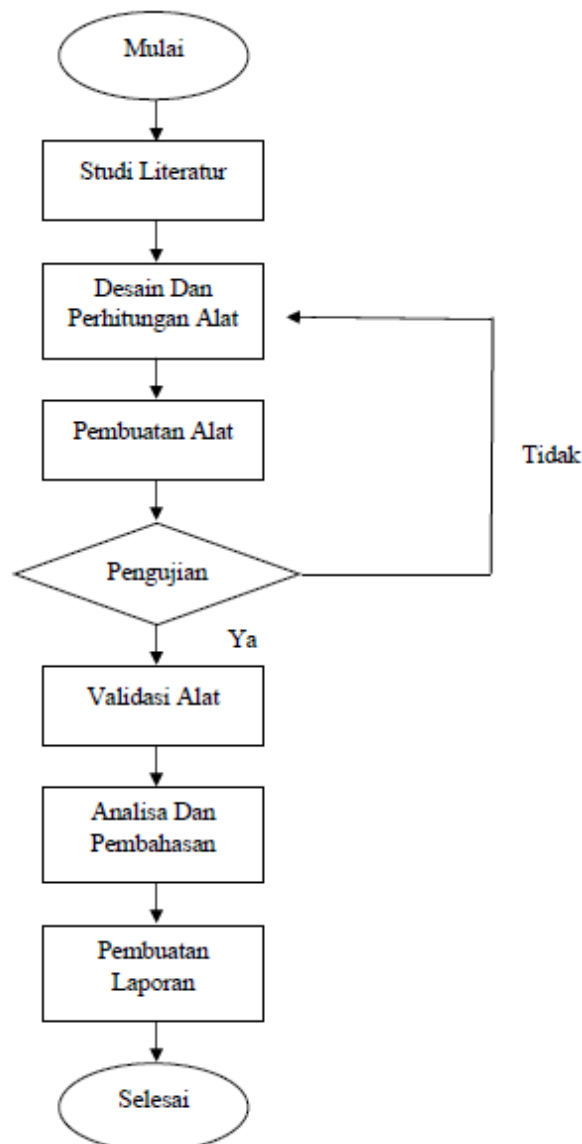 Mulai
Studi Literatur
Desain Dan
Perhitungan Alat
Pembuatan Alat
Tidak
Pengujian
Ya
Validasi Alat
Analisa Dan
Pembahasan
Pembuatan
Laporan
Selesai